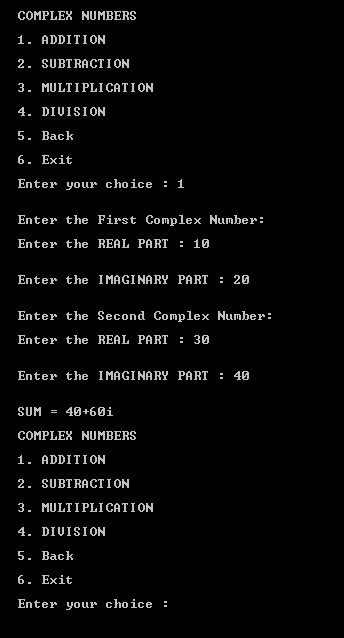 COMPLEX NUMBERS
1. ADDITION
2. SUBTRACTION
3. MULTIPLICATION
4. DIVISION
5. Back
6. Exit
Enter your choice : 1
Enter the First Complex Number:
Enter the REAL PART : 10
Enter the IMAGINARY PART : 20
Enter the Second Complex Number:
Enter the REAL PART : 30
Enter the IMAGINARY PART : 40
SUM = 40+60i
COMPLEX NUMBERS
1. ADDITION
2. SUBTRACTION
3. MULTIPLICATION
4. DIVISION
5. Back
6. Exit
Enter your choice :